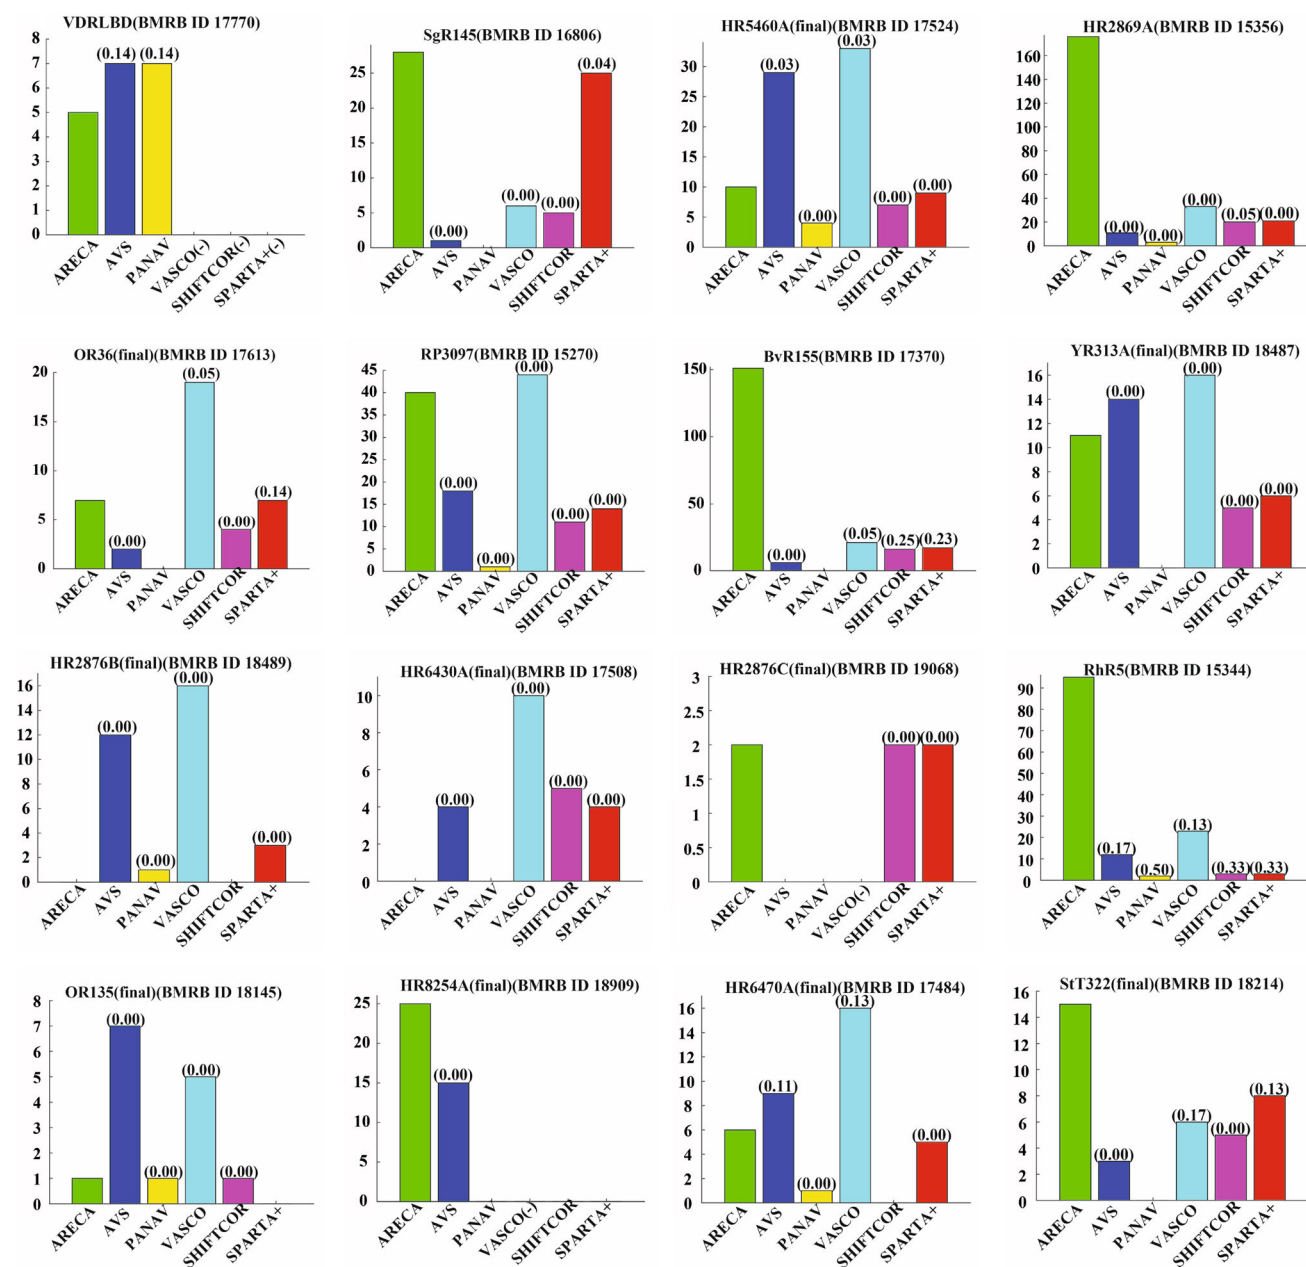 VDRLBD(BMRB ID 17770)
8
7
6
5
4
3
2
1
0
(0.14) (0.14)
ARECA
AVS
PANAV
VASCO(-)
SHIFTCOR(-)
SPARTA+(-)
SgR145(BMRB ID 16806)
25
20
15
10
5
0
(0.00)
(0.00)
(0.00)
(0.04)
ARECA
AVS
PANAV
VASCO
SHIFTCOR
SPARTA+
HR5460A(final)(BMRB ID 17524)
30
25
20
15
10
5
0
(0.03)
(0.00)
(0.03)
(0.00)
(0.00)
ARECA
AVS
PANAV
VASCO
SHIFTCOR
SPARTA+
HR2869A(BMRB ID 15356)
160
140
120
100
80
60
40
20
0
(0.00)
(0.00)
(0.00)
(0.05)
(0.00)
ARECA
AVS
PANAV
VASCO
SHIFTCOR
SPARTA+
OR36(final)(BMRB ID 17613)
20
15
10
5
0
(0.00)
(0.05)
(0.00)
(0.14)
ARECA
AVS
PANAV
VASCO
SHIFTCOR
SPARTA+
RP3097(BMRB ID 15270)
45
40
35
30
25
20
15
10
5
0
(0.00)
(0.00)
(0.00)
(0.00)
(0.00)
ARECA
AVS
PANAV
VASCO
SHIFTCOR
SPARTA+
BvR155(BMRB ID 17370)
150
100
50
0
(0.00)
(0.05)
(0.25)
(0.23)
ARECA
AVS
PANAV
VASCO
SHIFTCOR
SPARTA+
YR313A(final)(BMRB ID 18487)
16
14
12
10
8
6
4
2
0
(0.00)
(0.00)
(0.00)
(0.00)
ARECA
AVS
PANAV
VASCO
SHIFTCOR
SPARTA+
HR2876B(final)(BMRB ID 18489)
16
14
12
10
8
6
4
2
0
(0.00)
(0.00)
(0.00)
(0.00)
ARECA
AVS
PANAV
VASCO
SHIFTCOR
SPARTA+
HR6430A(final)(BMRB ID 17508)
10
8
6
4
2
0
(0.00)
(0.00)
(0.00)
(0.00)
ARECA
AVS
PANAV
VASCO
SHIFTCOR
SPARTA+
HR2876C(final)(BMRB ID 19068)
3
2.5
2
1.5
1
0.5
0
(0.00)(0.00)
ARECA
AVS
PANAV
VASCO(-)
SHIFTCOR
SPARTA+
RhR5(BMRB ID 15344)
90
80
70
60
50
40
30
20
10
0
(0.17)
(0.50)
(0.13)
(0.33)
(0.33)
ARECA
AVS
PANAV
VASCO
SHIFTCOR
SPARTA+
OR135(final)(BMRB ID 18145)
8
7
6
5
4
3
2
1
0
(0.00)
(0.00)
(0.00)
(0.00)
ARECA
AVS
PANAV
VASCO
SHIFTCOR
SPARTA+
HR8254A(final)(BMRB ID 18909)
25
20
15
10
5
0
(0.00)
ARECA
AVS
PANAV
VASCO(-)
SHIFTCOR
SPARTA+
HR6470A(final)(BMRB ID 17484)
16
14
12
10
8
6
4
2
0
(0.11)
(0.00)
(0.13)
(0.00)
ARECA
AVS
PANAV
VASCO
SHIFTCOR
SPARTA+
StT322(final)(BMRB ID 18214)
16
14
12
10
8
6
4
2
0
(0.00)
(0.17)
(0.00)
(0.13)
ARECA
AVS
PANAV
VASCO
SHIFTCOR
SPARTA+